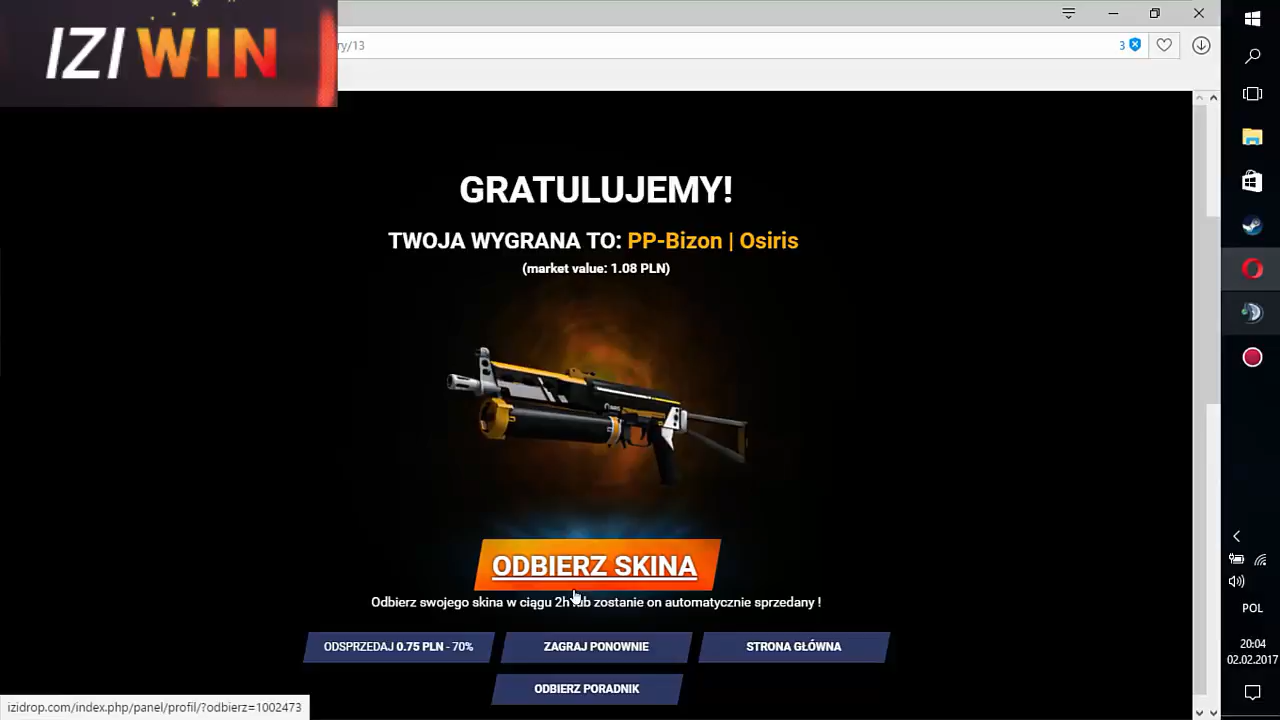 IZIWIN
ry/13
3
GRATULUJEMY!
TWOJA WYGRANA TO: PP-Bizon | Osiris
(market value: 1.08 PLN)
ODBIERZ SKINA
Odbierz swojego skina w ciągu 2h lub zostanie on automatycznie sprzedany !
ODSPRZEDAJ 0.75 PLN - 70%
ZAGRAJ PONOWNIE
STRONA GŁÓWNA
ODBIERZ PORADNIK
izidrop.com/index.php/panel/profil/?odbierz=1002473
POL
20:04
02.02.2017